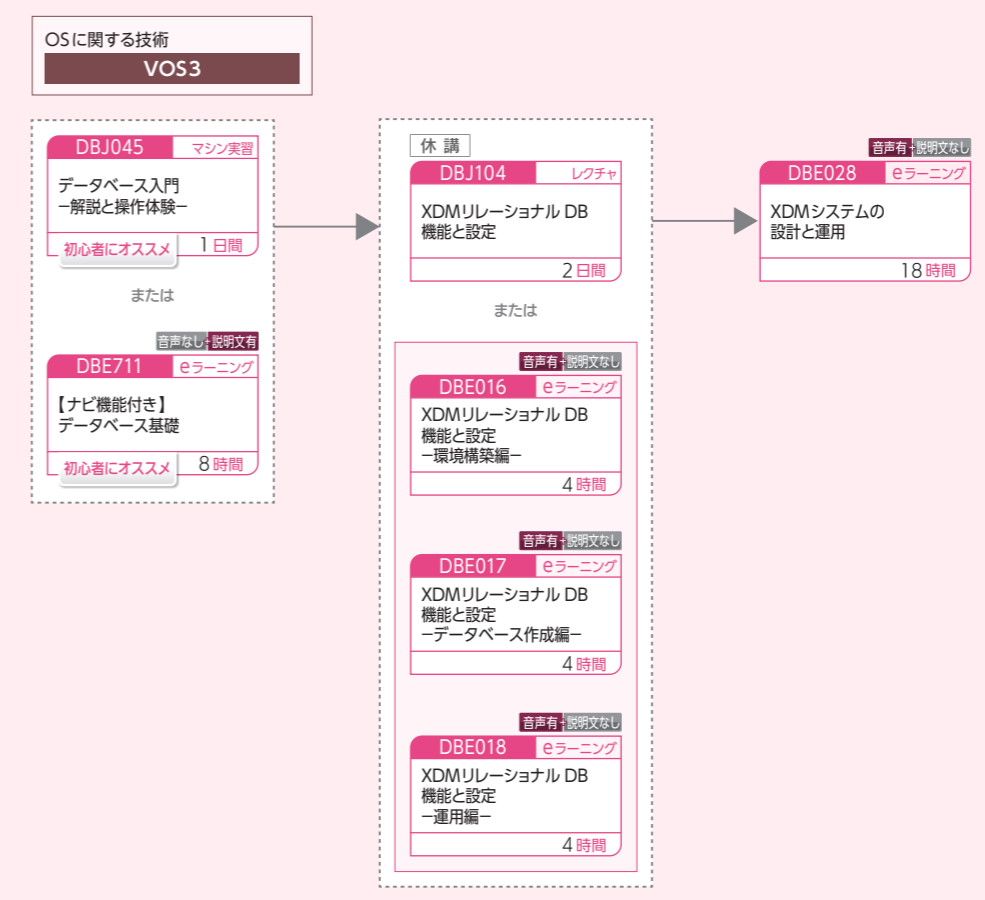 OSに関する技術
VOS3
DBJ045 マシン実習
データベース入門
−解説と操作体験−
初心者にオススメ 1日間
または
音声なし+説明文有
DBE711 eラーニング
【ナビ機能付き】
データベース基礎
初心者にオススメ 8時間
休講
DBJ104 レクチャ
XDMリレーショナル DB
機能と設定
2日間
または
音声有+説明文なし
DBE016 eラーニング
XDMリレーショナル DB
機能と設定
−環境構築編−
4時間
音声有+説明文なし
DBE017 eラーニング
XDMリレーショナル DB
機能と設定
−データベース作成編−
4時間
音声有+説明文なし
DBE018 eラーニング
XDMリレーショナル DB
機能と設定
−運用編−
4時間
音声有+説明文なし
DBE028 eラーニング
XDMシステムの
設計と運用
18時間